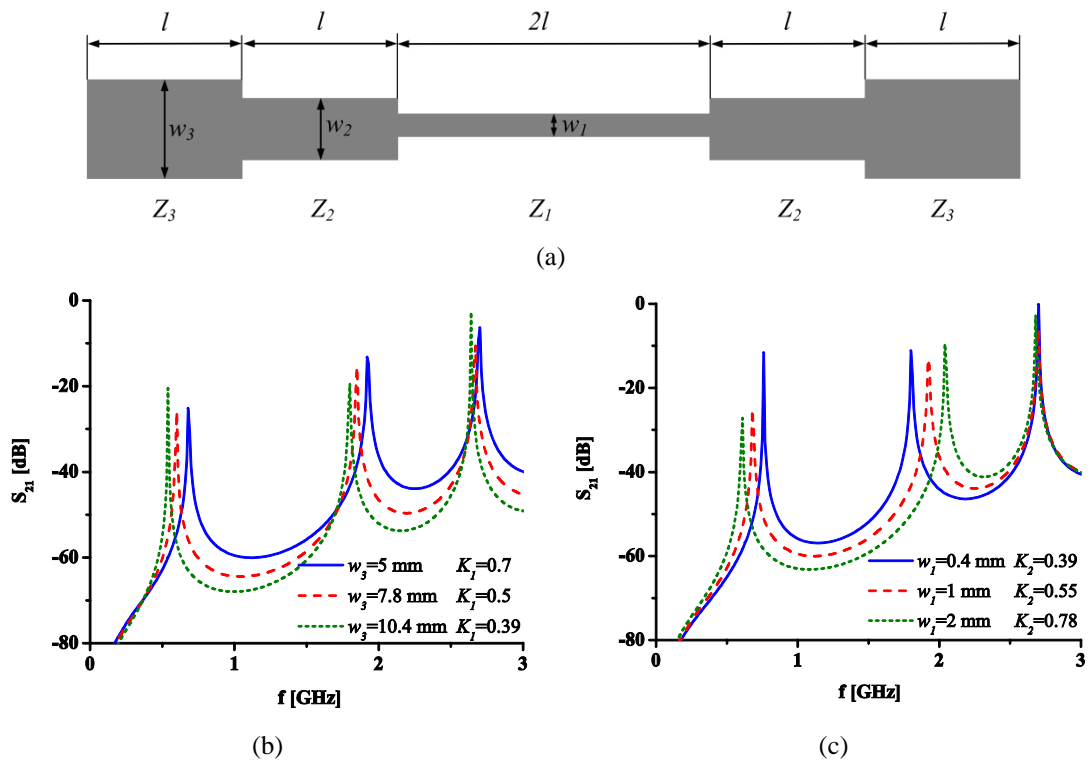 l l 2l l l
w₃ w₂ w₁
Z₃ Z₂ Z₁ Z₂ Z₃
(a)
0
-20
-40
-60
-80
S₂₁ [dB]
w₃=5 mm K₁=0.7
w₃=7.8 mm K₁=0.5
w₃=10.4 mm K₁=0.39
0 1 2 3
f [GHz]
(b)
0
-20
-40
-60
-80
S₂₁ [dB]
w₁=0.4 mm K₂=0.39
w₁=1 mm K₂=0.55
w₁=2 mm K₂=0.78
0 1 2 3
f [GHz]
(c)